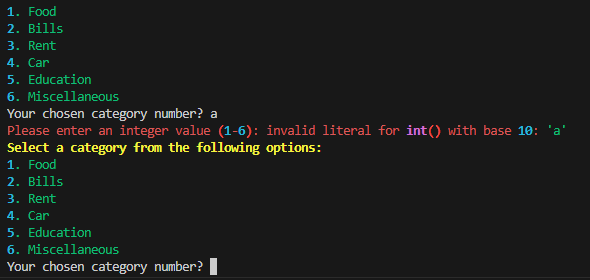 1. Food
2. Bills
3. Rent
4. Car
5. Education
6. Miscellaneous
Your chosen category number? a
Please enter an integer value (1-6): invalid literal for int() with base 10: 'a'
Select a category from the following options:
1. Food
2. Bills
3. Rent
4. Car
5. Education
6. Miscellaneous
Your chosen category number?